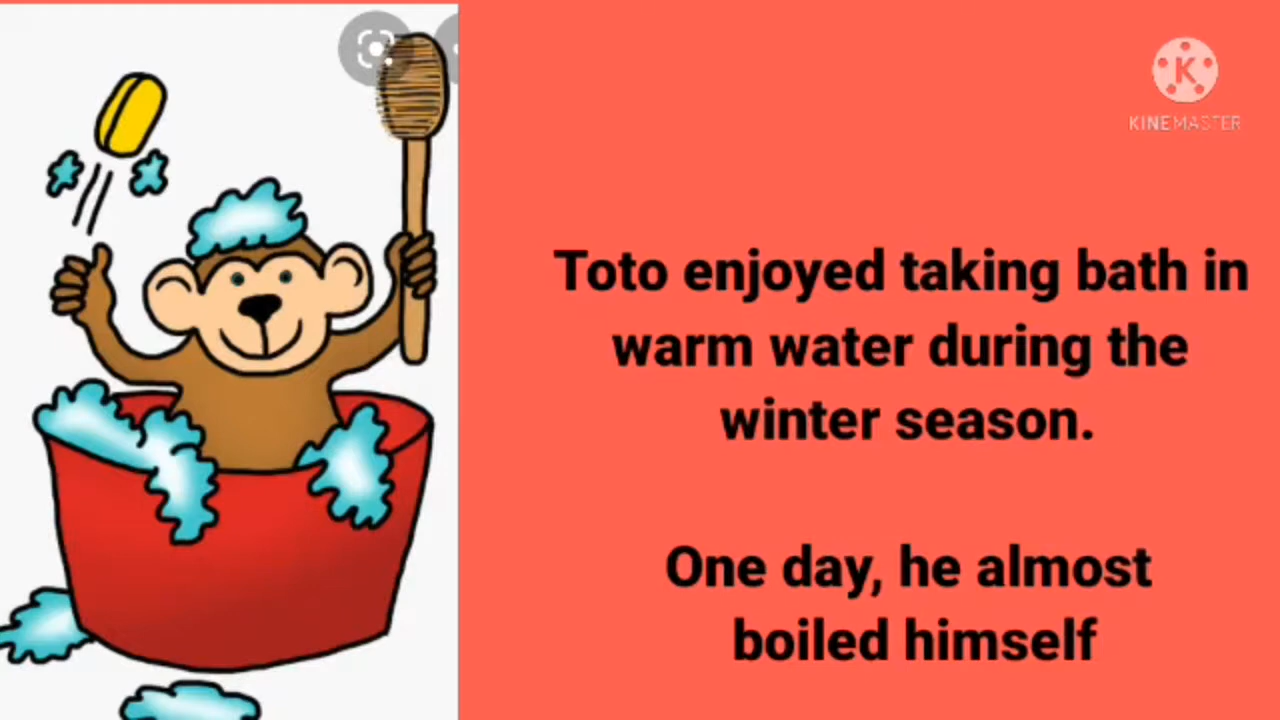 KINEMASTER
Toto enjoyed taking bath in
warm water during the
winter season.
One day, he almost
boiled himself